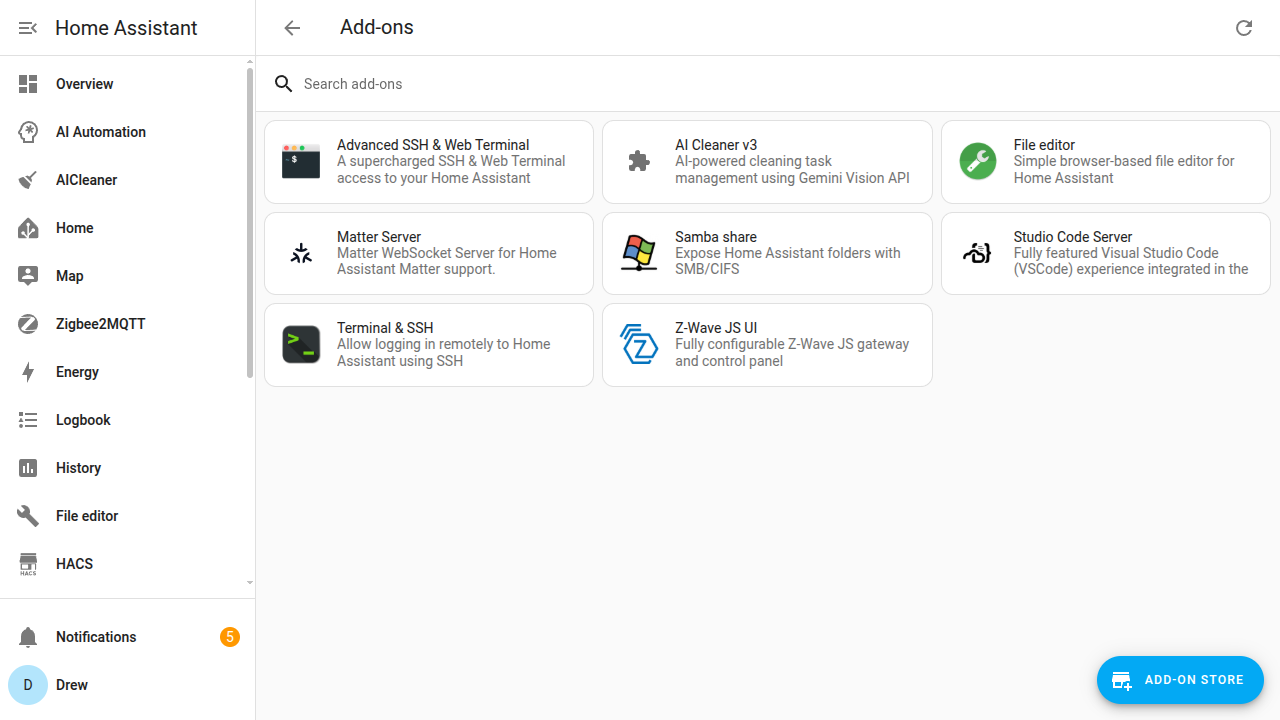 Home Assistant
Overview
AI Automation
AICleaner
Home
Map
Zigbee2MQTT
Energy
Logbook
History
File editor
HACS
HACS
Notifications
5
D
Drew
Add-ons
Search add-ons
$
Advanced SSH & Web Terminal
A supercharged SSH & Web Terminal
access to your Home Assistant
AI Cleaner v3
AI-powered cleaning task
management using Gemini Vision API
File editor
Simple browser-based file editor for
Home Assistant
Matter Server
Matter WebSocket Server for Home
Assistant Matter support.
Samba share
Expose Home Assistant folders with
SMB/CIFS
Studio Code Server
Fully featured Visual Studio Code
(VSCode) experience integrated in the
>_
Terminal & SSH
Allow logging in remotely to Home
Assistant using SSH
Z
Z-Wave JS UI
Fully configurable Z-Wave JS gateway
and control panel
ADD-ON STORE